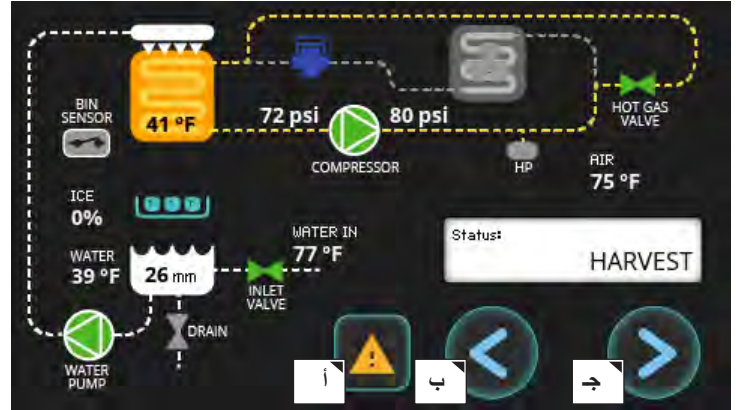 BIN
SENSOR
41 °F
72 psi
80 psi
COMPRESSOR
HOT GAS
VALVE
HP
AIR
75 °F
ICE
0%
WATER IN
77 °F
WATER
39 °F
26 mm
INLET
VALVE
DRAIN
WATER
PUMP
Status:
HARVEST
أ
ب
جـ